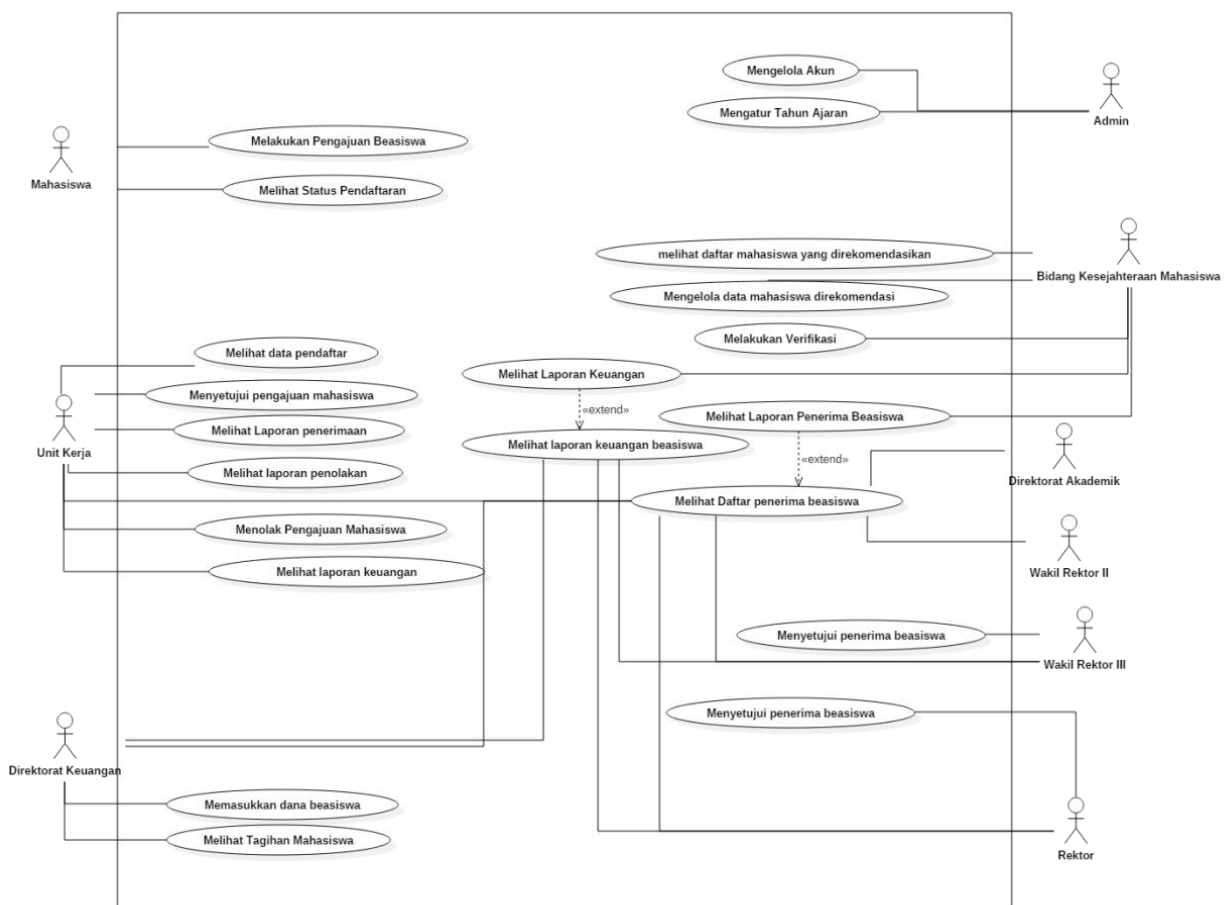 Mengelola Akun
Mengatur Tahun Ajaran
Admin
Melakukan Pengajuan Beasiswa
Mahasiswa
Melihat Status Pendaftaran
melihat daftar mahasiswa yang direkomendasikan
Bidang Kesejahteraan Mahasiswa
Mengelola data mahasiswa direkomendasi
Melakukan Verifikasi
Melihat data pendaftar
Melihat Laporan Keuangan
Menyetujui pengajuan mahasiswa
«extend»
Melihat Laporan Penerima Beasiswa
Melihat Laporan penerimaan
Melihat laporan keuangan beasiswa
Unit Kerja
«extend»
Melihat laporan penolakan
Direktorat Akademik
Melihat Daftar penerima beasiswa
Menolak Pengajuan Mahasiswa
Melihat laporan keuangan
Wakil Rektor II
Menyetujui penerima beasiswa
Wakil Rektor III
Menyetujui penerima beasiswa
Direktorat Keuangan
Memasukkan dana beasiswa
Melihat Tagihan Mahasiswa
Rektor